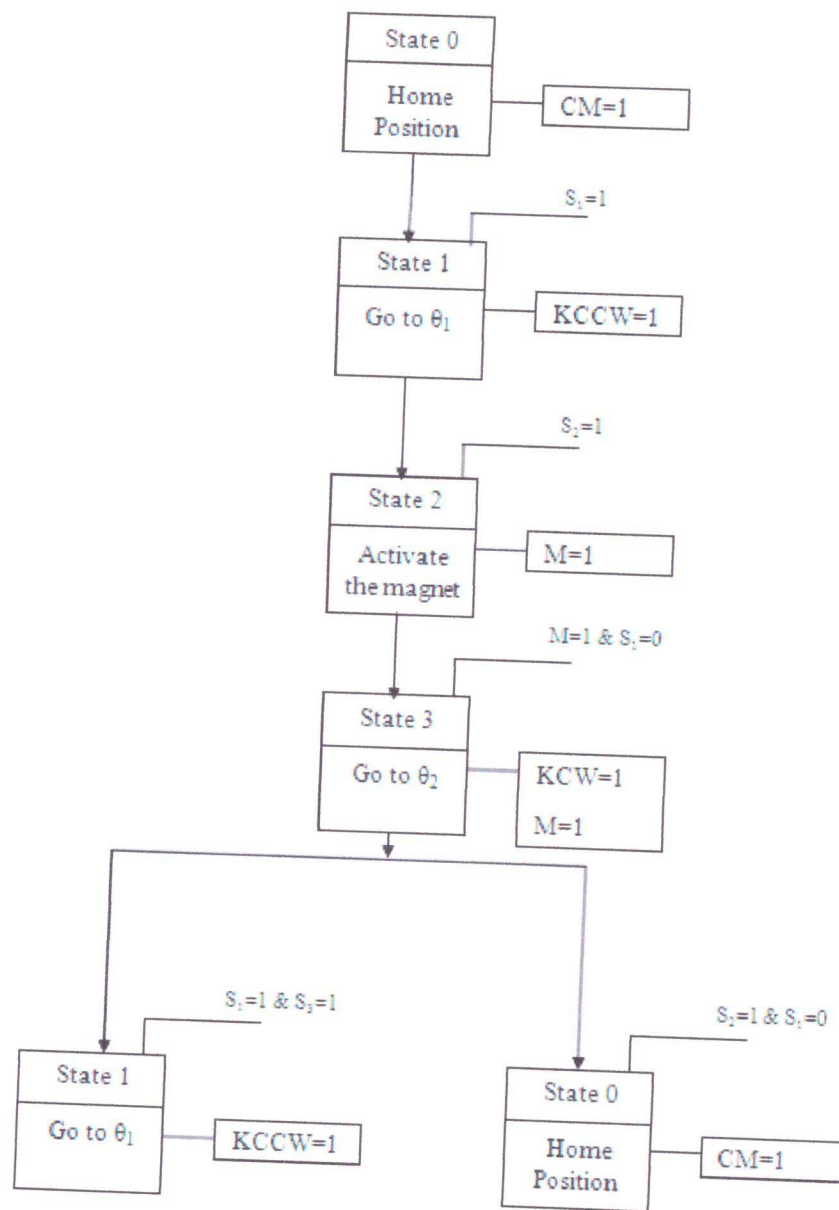 State 0
Home
Position
CM=1
S₁=1
State 1
Go to θ₁
KCCW=1
S₂=1
State 2
Activate
the magnet
M=1
M=1 & S₁=0
State 3
Go to θ₂
KCW=1
M=1
S₁=1 & S₃=1
State 1
Go to θ₁
KCCW=1
S₂=1 & S₁=0
State 0
Home
Position
CM=1